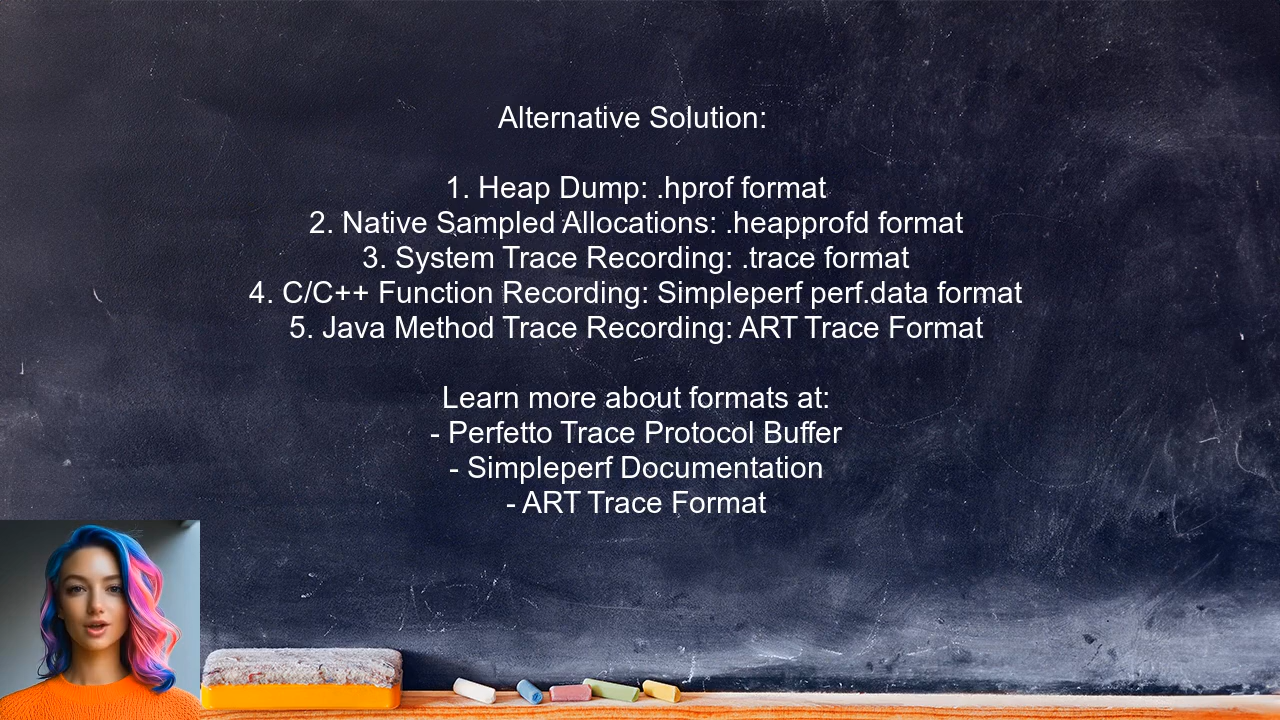 Alternative Solution:
1. Heap Dump: .hprof format
2. Native Sampled Allocations: .heapprofd format
3. System Trace Recording: .trace format
4. C/C++ Function Recording: Simpleperf perf.data format
5. Java Method Trace Recording: ART Trace Format
Learn more about formats at:
- Perfetto Trace Protocol Buffer
- Simpleperf Documentation
- ART Trace Format